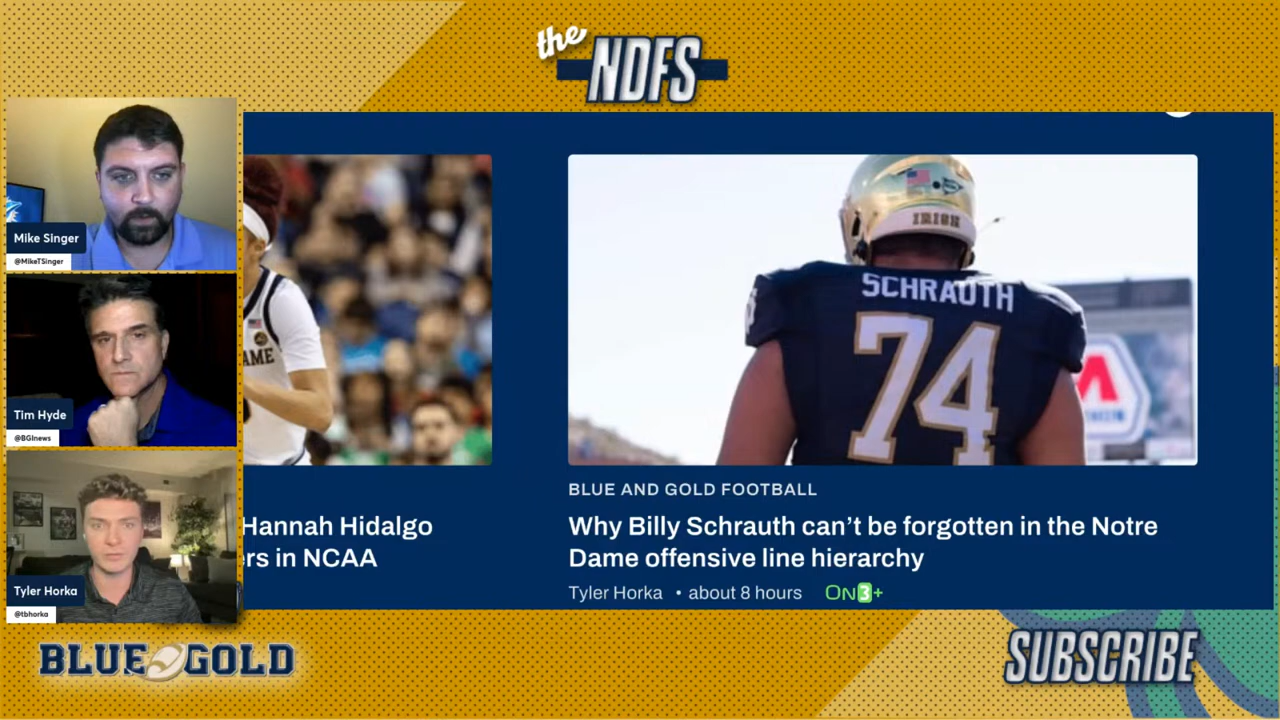 the
NDFS
Mike Singer
@MikeTSinger
Tim Hyde
@BGInews
Tyler Horka
@tbhorka
AME
Hannah Hidalgo
ers in NCAA
IRISH
SCHRAUTH
74
BLUE AND GOLD FOOTBALL
Why Billy Schrauth can’t be forgotten in the Notre
Dame offensive line hierarchy
Tyler Horka • about 8 hours ON3+
BLUE GOLD
SUBSCRIBE